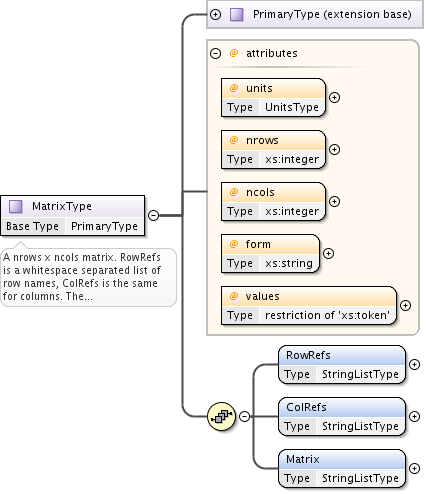 PrimaryType (extension base)
@ attributes
@ units
Type UnitsType
@ nrows
Type xs:integer
@ ncols
Type xs:integer
@ form
Type xs:string
@ values
Type restriction of 'xs:token'
MatrixType
Base Type PrimaryType
A nrows x ncols matrix. RowRefs
is a whitespace separated list of
row names, ColRefs is the same
for columns. The...
RowRefs
Type StringListType
ColRefs
Type StringListType
Matrix
Type StringListType